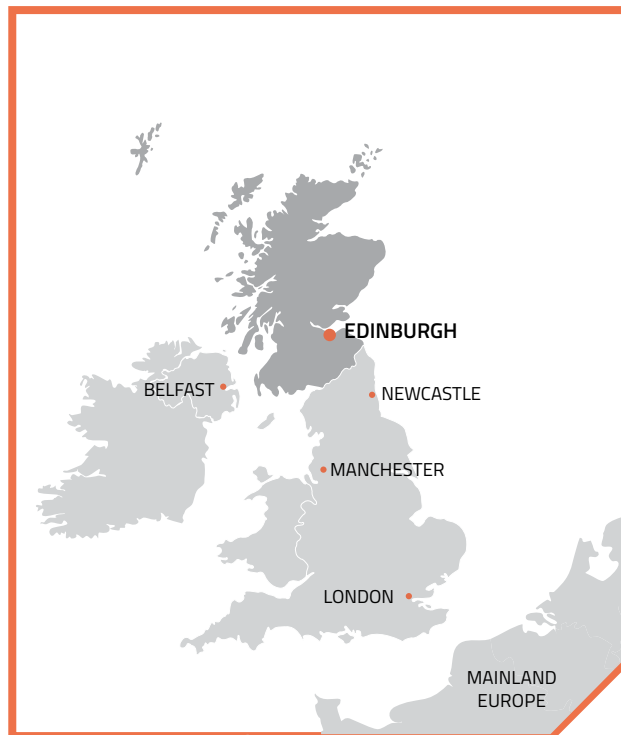 EDINBURGH
BELFAST
NEWCASTLE
MANCHESTER
LONDON
MAINLAND
EUROPE